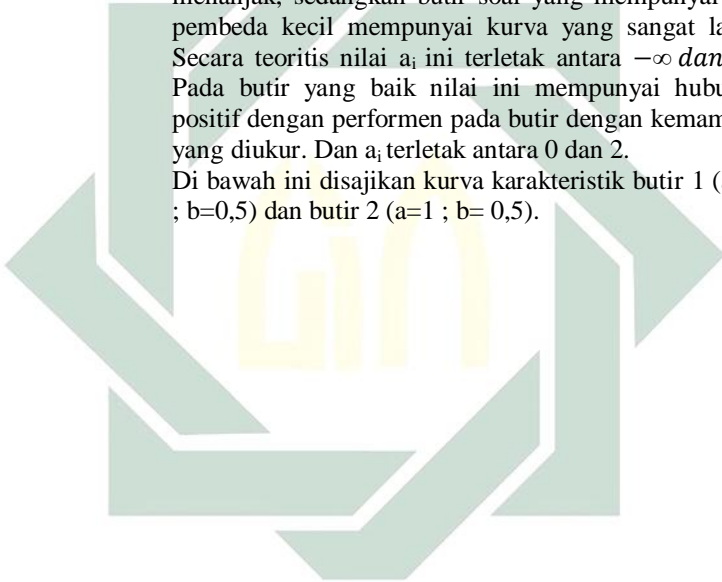 menanjak, sedangkan butir soal yang mempunyai
pembeda kecil mempunyai kurva yang sangat
Secara teoritis nilai aᵢ ini terletak antara −∞ dan
Pada butir yang baik nilai ini mempunyai
positif dengan performen pada butir dengan
yang diukur. Dan aᵢ terletak antara 0 dan 2.
Di bawah ini disajikan kurva karakteristik butir 1 (
; b=0,5) dan butir 2 (a=1 ; b= 0,5).